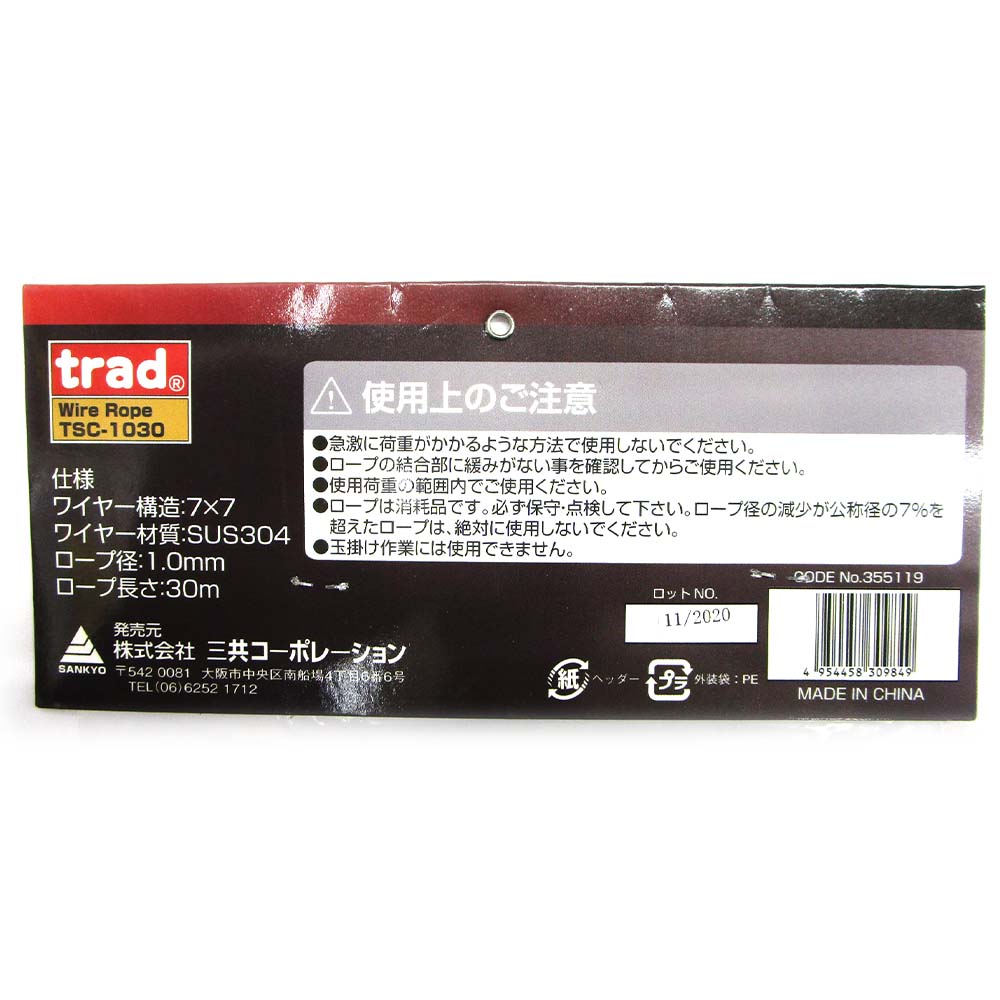 trad®
Wire Rope
TSC-1030
仕様
ワイヤー構造:7×7
ワイヤー材質:SUS304
ロープ径:1.0mm
ロープ長さ:30m
使用上のご注意
●急激に荷重がかかるような方法で使用しないでください。
●ロープの結合部に緩みがない事を確認してからご使用ください。
●使用荷重の範囲内でご使用ください。
●ロープは消耗品です。必ず保守・点検して下さい。ロープ径の減少が公称径の7%を
超えたロープは、絶対に使用しないでください。
●玉掛け作業には使用できません。
SANKYO
発売元
株式会社 三共コーポレーション
〒542 0081 大阪市中央区南船場4丁目6番6号
TEL(06)6252 1712
ロットNO.
11/2020
紙 ヘッダー プラ 外装袋:PE
CODE No.355119
4 954458 309849
MADE IN CHINA